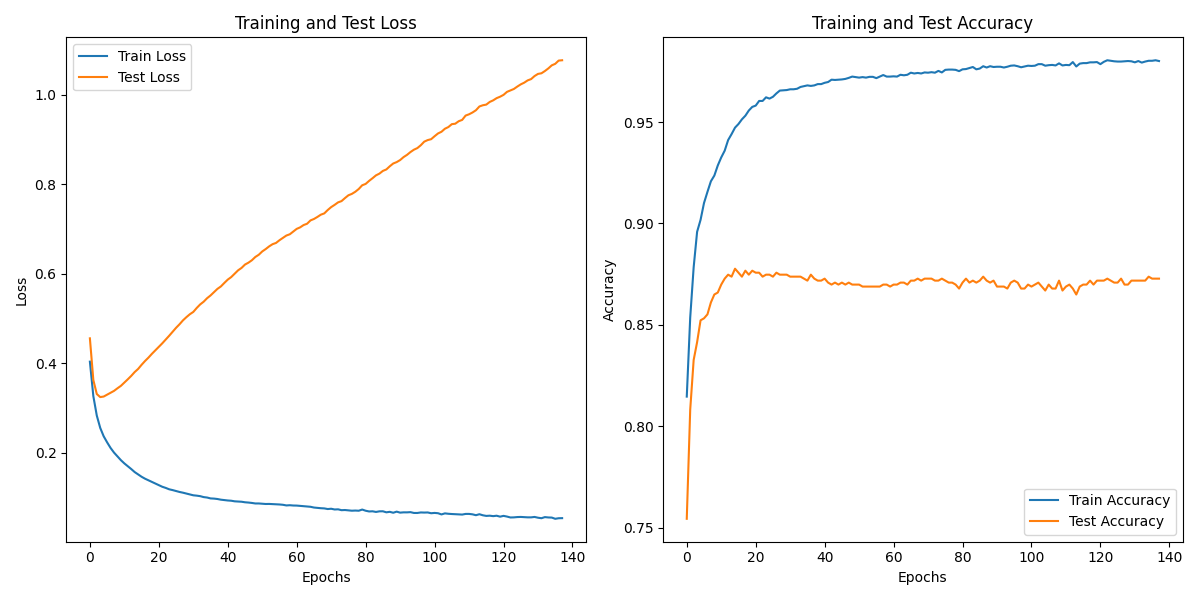 Training and Test Loss
Train Loss
Test Loss
Loss
1.0
0.8
0.6
0.4
0.2
0 20 40 60 80 100 120 140
Epochs
Training and Test Accuracy
Accuracy
0.95
0.90
0.85
0.80
0.75
Train Accuracy
Test Accuracy
0 20 40 60 80 100 120 140
Epochs